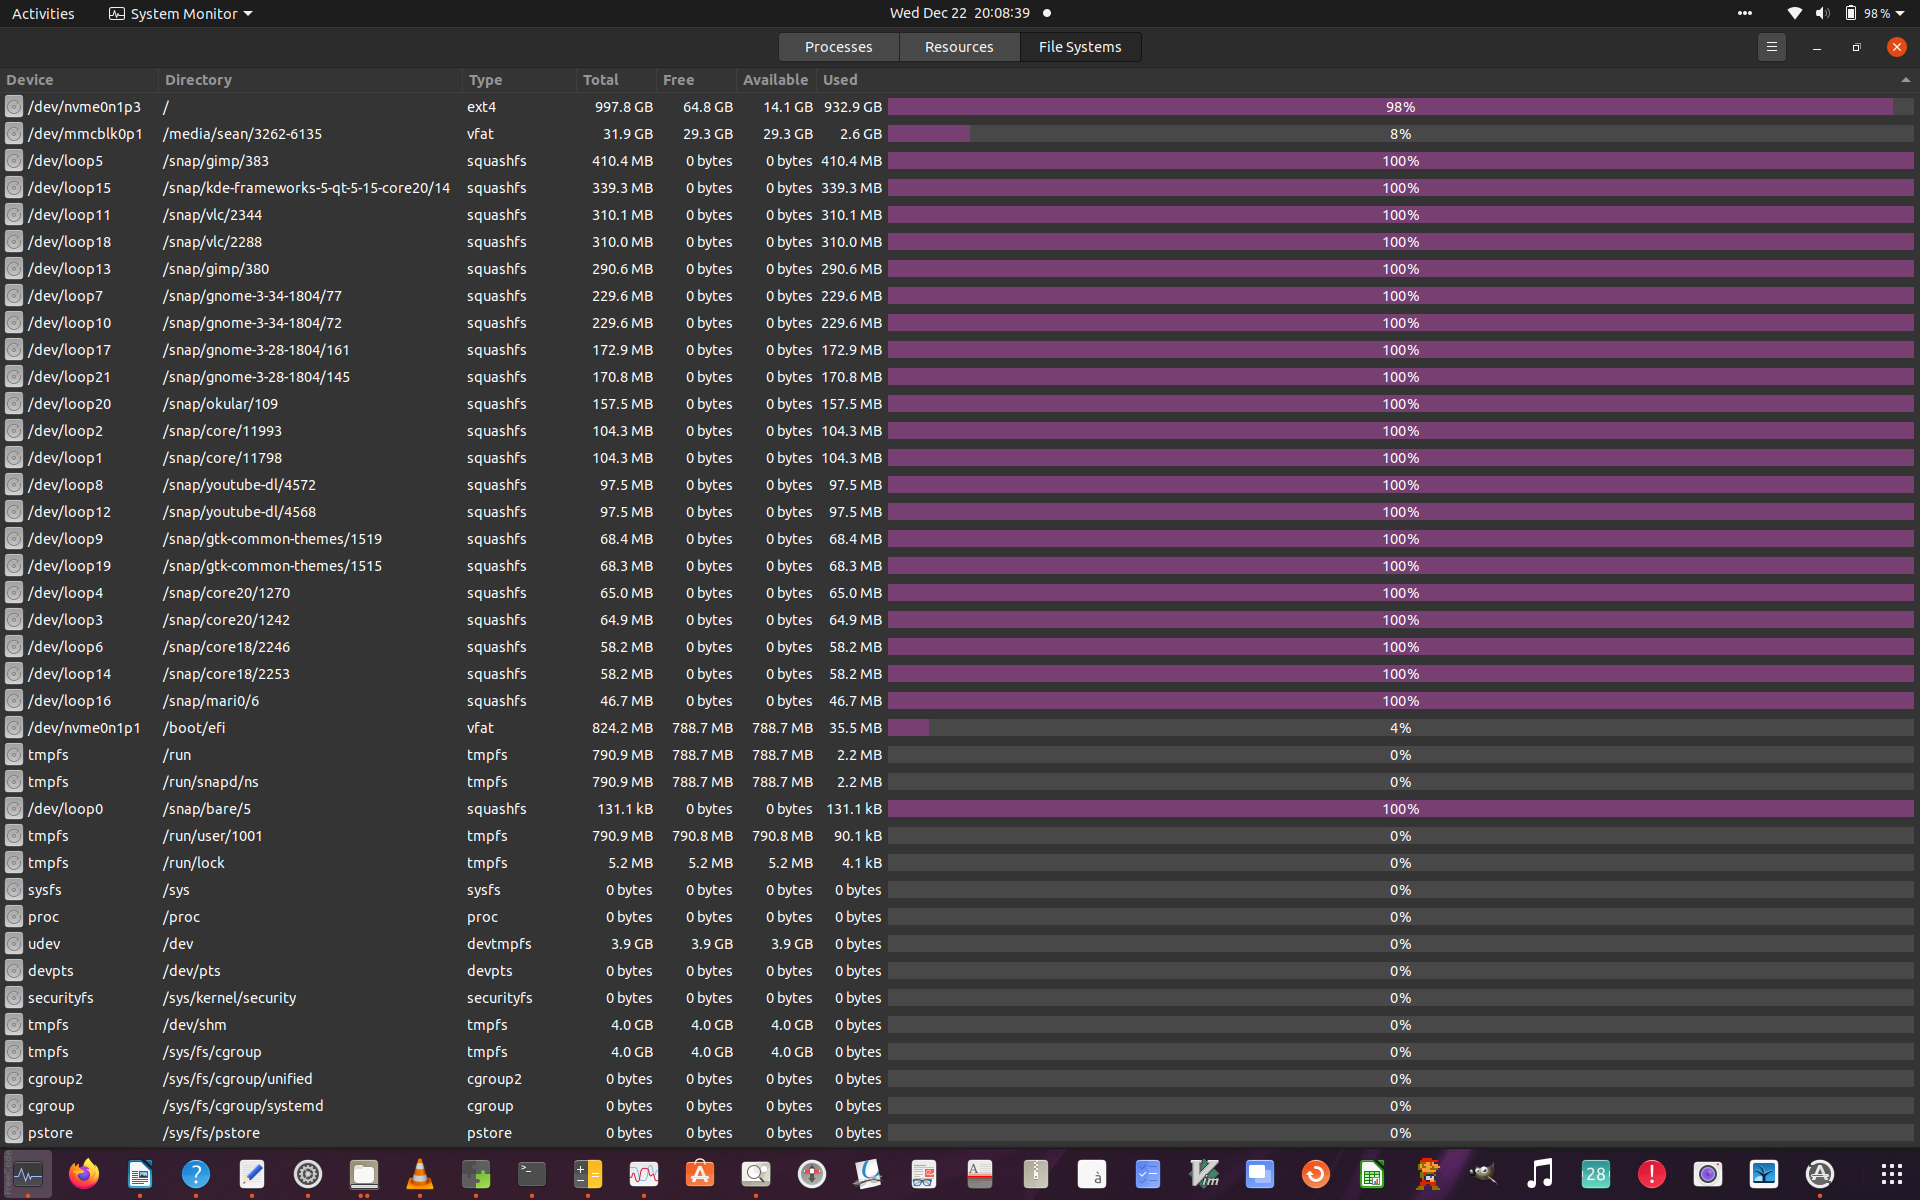 Activities System Monitor Wed Dec 22 20:08:39 98 %
Processes Resources File Systems
Device Directory Type Total Free Available Used
/dev/nvme0n1p3 / ext4 997.8 GB 64.8 GB 14.1 GB 932.9 GB 98%
/dev/mmcblk0p1 /media/sean/3262-6135 vfat 31.9 GB 29.3 GB 29.3 GB 2.6 GB 8%
/dev/loop5 /snap/gimp/383 squashfs 410.4 MB 0 bytes 0 bytes 410.4 MB 100%
/dev/loop15 /snap/kde-frameworks-5-qt-5-15-core20/14 squashfs 339.3 MB 0 bytes 0 bytes 339.3 MB 100%
/dev/loop11 /snap/vlc/2344 squashfs 310.1 MB 0 bytes 0 bytes 310.1 MB 100%
/dev/loop18 /snap/vlc/2288 squashfs 310.0 MB 0 bytes 0 bytes 310.0 MB 100%
/dev/loop13 /snap/gimp/380 squashfs 290.6 MB 0 bytes 0 bytes 290.6 MB 100%
/dev/loop7 /snap/gnome-3-34-1804/77 squashfs 229.6 MB 0 bytes 0 bytes 229.6 MB 100%
/dev/loop10 /snap/gnome-3-34-1804/72 squashfs 229.6 MB 0 bytes 0 bytes 229.6 MB 100%
/dev/loop17 /snap/gnome-3-28-1804/161 squashfs 172.9 MB 0 bytes 0 bytes 172.9 MB 100%
/dev/loop21 /snap/gnome-3-28-1804/145 squashfs 170.8 MB 0 bytes 0 bytes 170.8 MB 100%
/dev/loop20 /snap/okular/109 squashfs 157.5 MB 0 bytes 0 bytes 157.5 MB 100%
/dev/loop2 /snap/core/11993 squashfs 104.3 MB 0 bytes 0 bytes 104.3 MB 100%
/dev/loop1 /snap/core/11798 squashfs 104.3 MB 0 bytes 0 bytes 104.3 MB 100%
/dev/loop8 /snap/youtube-dl/4572 squashfs 97.5 MB 0 bytes 0 bytes 97.5 MB 100%
/dev/loop12 /snap/youtube-dl/4568 squashfs 97.5 MB 0 bytes 0 bytes 97.5 MB 100%
/dev/loop9 /snap/gtk-common-themes/1519 squashfs 68.4 MB 0 bytes 0 bytes 68.4 MB 100%
/dev/loop19 /snap/gtk-common-themes/1515 squashfs 68.3 MB 0 bytes 0 bytes 68.3 MB 100%
/dev/loop4 /snap/core20/1270 squashfs 65.0 MB 0 bytes 0 bytes 65.0 MB 100%
/dev/loop3 /snap/core20/1242 squashfs 64.9 MB 0 bytes 0 bytes 64.9 MB 100%
/dev/loop6 /snap/core18/2246 squashfs 58.2 MB 0 bytes 0 bytes 58.2 MB 100%
/dev/loop14 /snap/core18/2253 squashfs 58.2 MB 0 bytes 0 bytes 58.2 MB 100%
/dev/loop16 /snap/mari0/6 squashfs 46.7 MB 0 bytes 0 bytes 46.7 MB 100%
/dev/nvme0n1p1 /boot/efi vfat 824.2 MB 788.7 MB 788.7 MB 35.5 MB 4%
tmpfs /run tmpfs 790.9 MB 788.7 MB 788.7 MB 2.2 MB 0%
tmpfs /run/snapd/ns tmpfs 790.9 MB 788.7 MB 788.7 MB 2.2 MB 0%
/dev/loop0 /snap/bare/5 squashfs 131.1 kB 0 bytes 0 bytes 131.1 kB 100%
tmpfs /run/user/1001 tmpfs 790.9 MB 790.8 MB 790.8 MB 90.1 kB 0%
tmpfs /run/lock tmpfs 5.2 MB 5.2 MB 5.2 MB 4.1 kB 0%
sysfs /sys sysfs 0 bytes 0 bytes 0 bytes 0 bytes 0%
proc /proc proc 0 bytes 0 bytes 0 bytes 0 bytes 0%
udev /dev devtmpfs 3.9 GB 3.9 GB 3.9 GB 0 bytes 0%
devpts /dev/pts devpts 0 bytes 0 bytes 0 bytes 0 bytes 0%
securityfs /sys/kernel/security securityfs 0 bytes 0 bytes 0 bytes 0 bytes 0%
tmpfs /dev/shm tmpfs 4.0 GB 4.0 GB 4.0 GB 0 bytes 0%
tmpfs /sys/fs/cgroup tmpfs 4.0 GB 4.0 GB 4.0 GB 0 bytes 0%
cgroup2 /sys/fs/cgroup/unified cgroup2 0 bytes 0 bytes 0 bytes 0 bytes 0%
cgroup /sys/fs/cgroup/systemd cgroup 0 bytes 0 bytes 0 bytes 0 bytes 0%
pstore /sys/fs/pstore pstore 0 bytes 0 bytes 0 bytes 0 bytes 0%
28